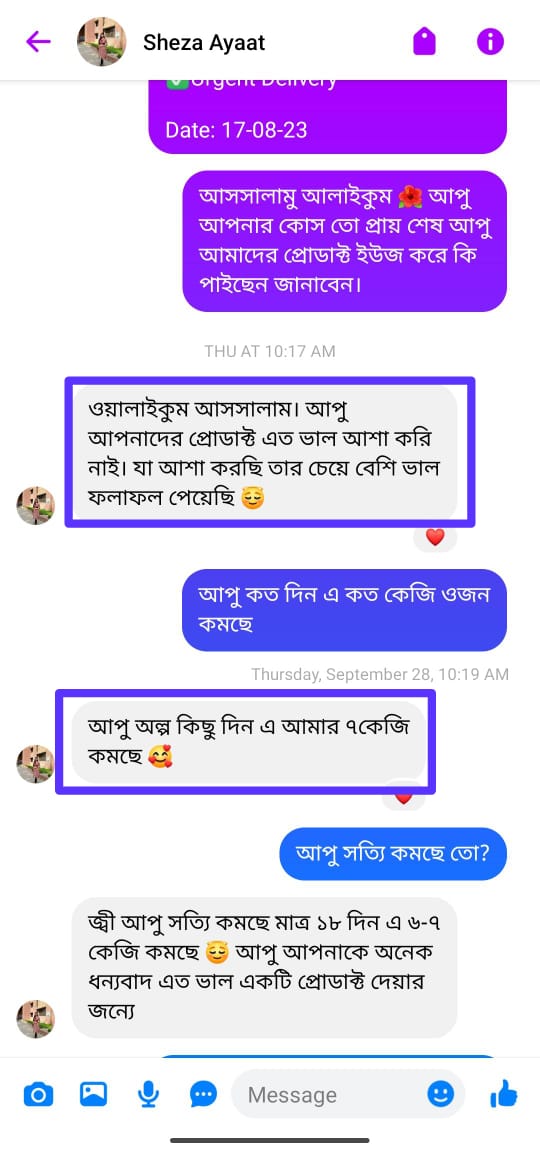 Sheza Ayaat
✅Urgent Delivery
Date: 17-08-23
আসসালামু আলাইকুম 🌺 আপু
আপনার কোস তো প্রায় শেষ আপু
আমাদের প্রোডাক্ট ইউজ করে কি
পাইছেন জানাবেন।
THU AT 10:17 AM
ওয়ালাইকুম আসসালাম। আপু
আপনাদের প্রোডাক্ট এত ভাল আশা করি
নাই। যা আশা করছি তার চেয়ে বেশি ভাল
ফলাফল পেয়েছি 😌
আপু কত দিন এ কত কেজি ওজন
কমছে
Thursday, September 28, 10:19 AM
আপু অল্প কিছু দিন এ আমার ৭কেজি
কমছে 🥰
আপু সত্যি কমছে তো?
জ্বী আপু সত্যি কমছে মাত্র ১৮ দিন এ ৬-৭
কেজি কমছে 😌 আপু আপনাকে অনেক
ধন্যবাদ এত ভাল একটি প্রোডাক্ট দেয়ার
জন্যে
Message